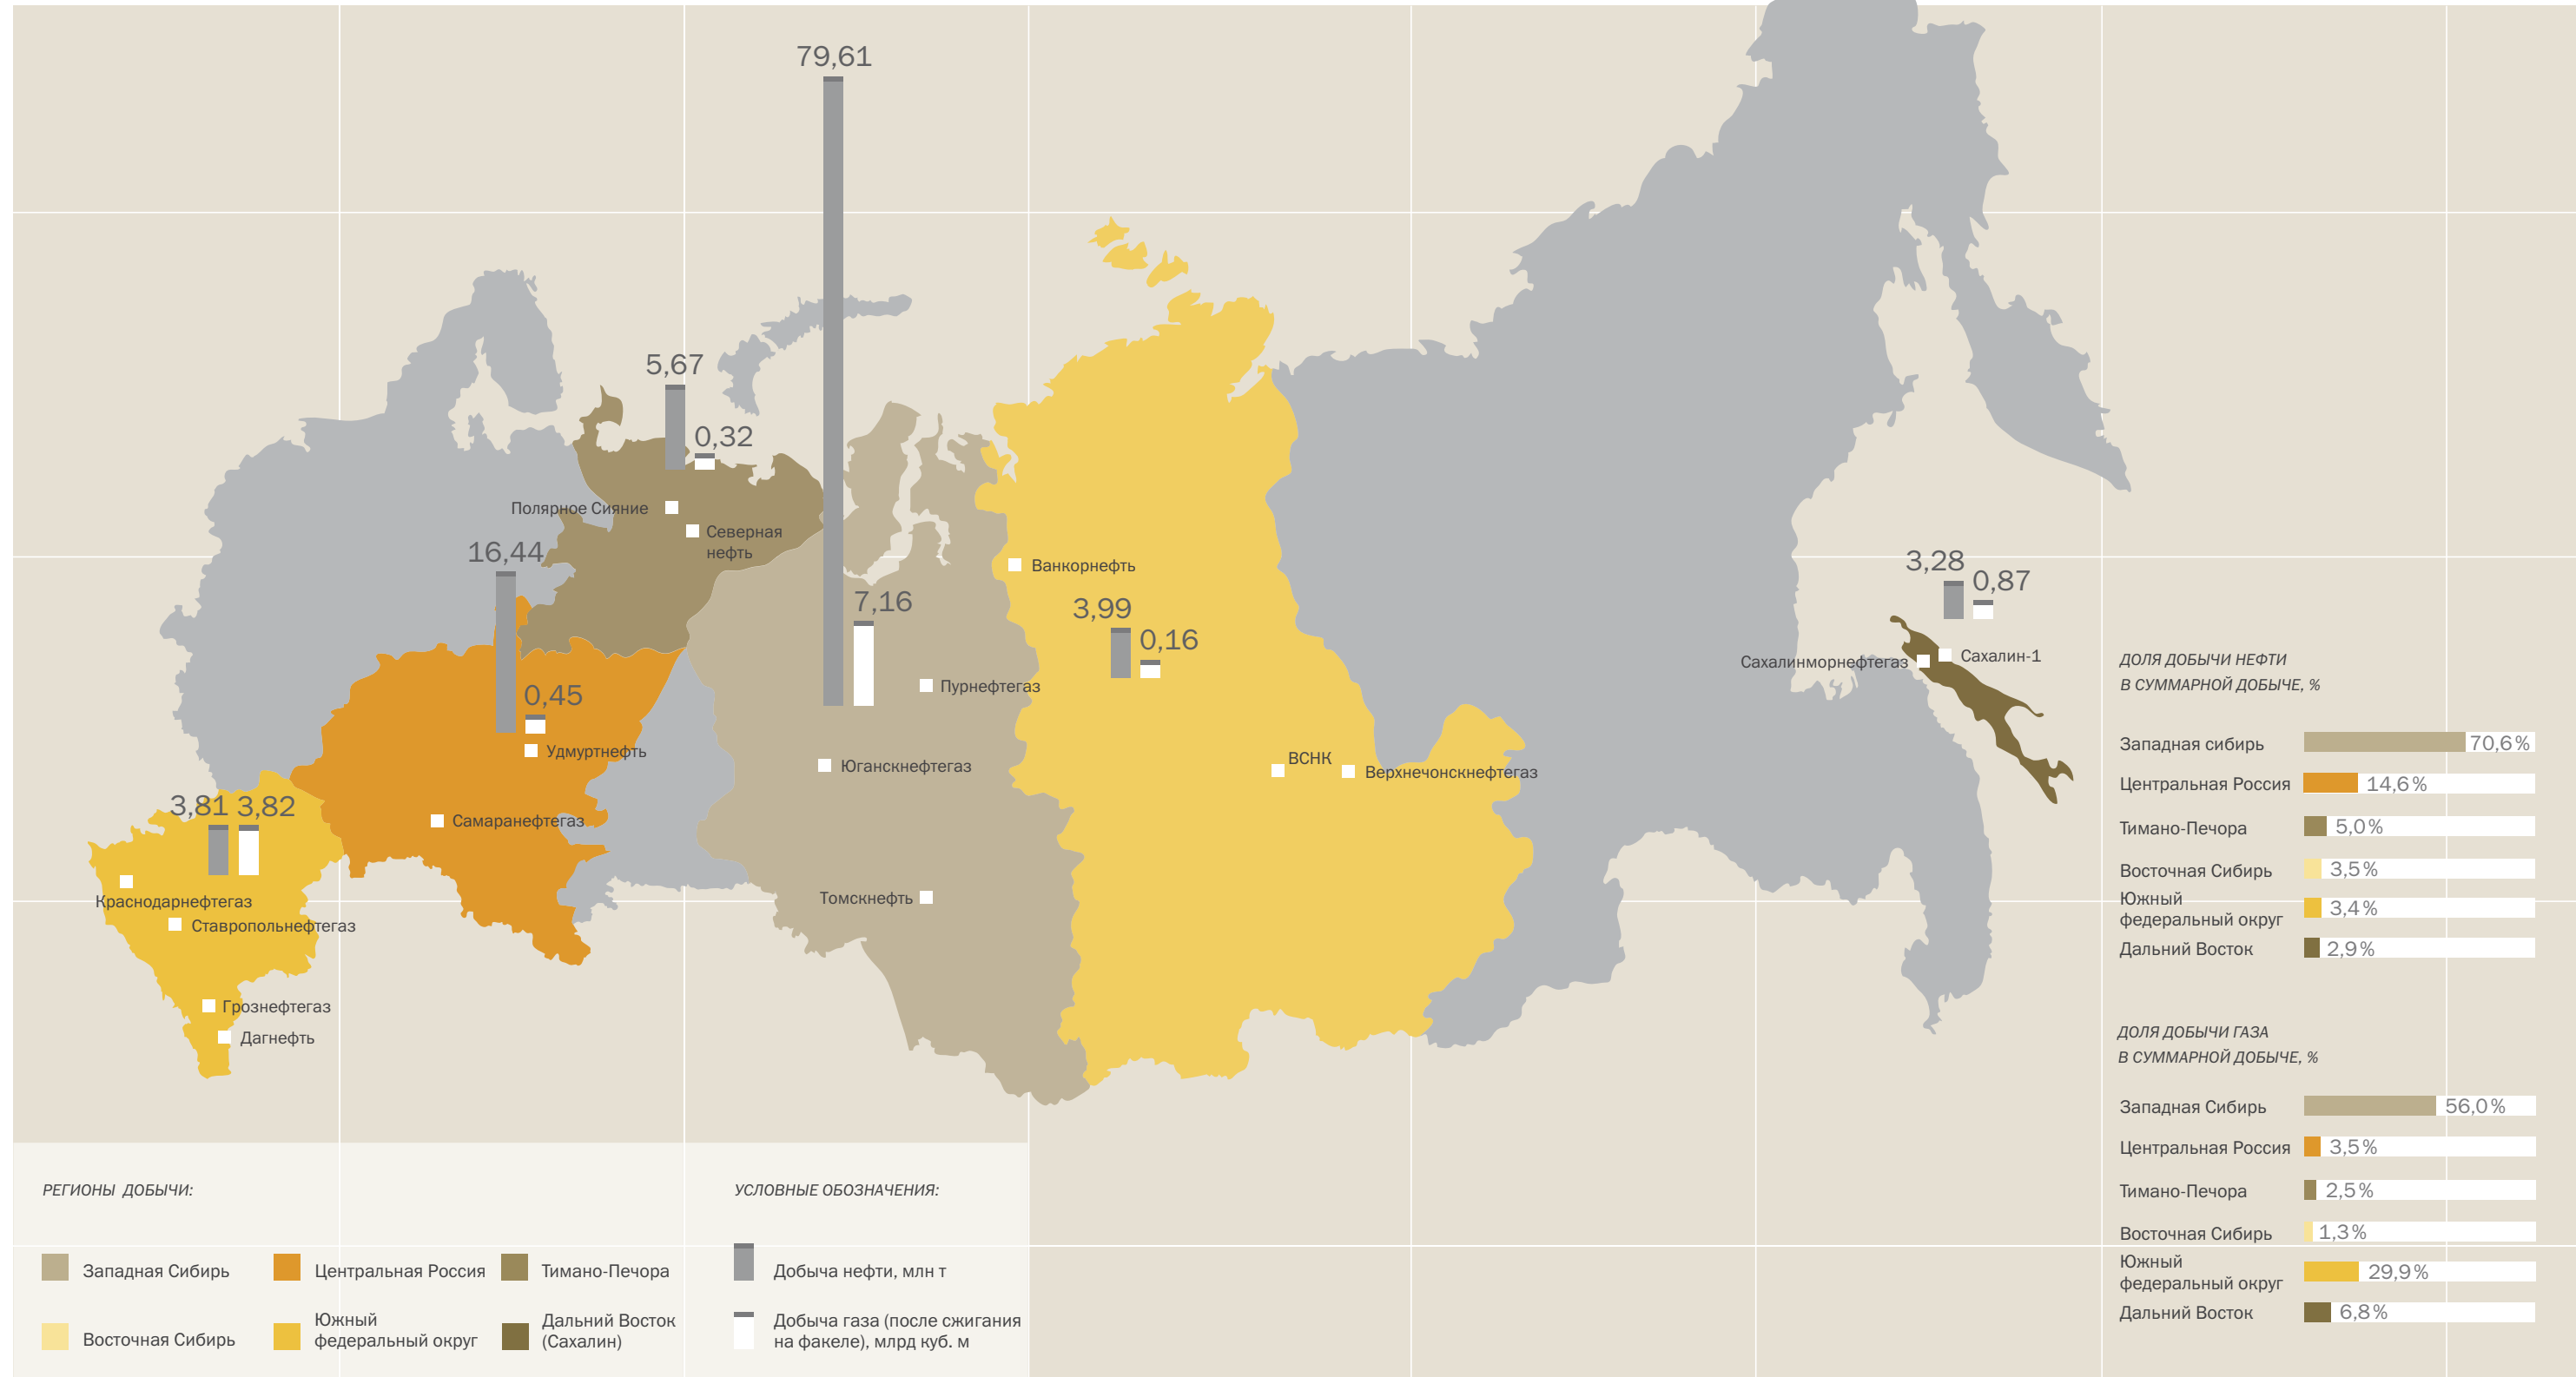 79,61
5,67
0,32
Полярное Сияние
Северная
нефть
16,44
Ванкорнефть
3,28
0,87
7,16
3,99
0,16
Сахалинморнефтегаз
Сахалин-1
Пурнефтегаз
0,45
Удмуртнефть
Юганскнефтегаз
ВСНК
Верхнечонскнефтегаз
3,81
3,82
Самаранефтегаз
Краснодарнефтегаз
Ставропольнефтегаз
Томскнефть
Грознефтегаз
Дагнефть
ДОЛЯ ДОБЫЧИ НЕФТИ
В СУММАРНОЙ ДОБЫЧЕ, %
Западная сибирь 70,6%
Центральная Россия 14,6%
Тимано-Печора 5,0%
Восточная Сибирь 3,5%
Южный
федеральный округ 3,4%
Дальний Восток 2,9%
ДОЛЯ ДОБЫЧИ ГАЗА
В СУММАРНОЙ ДОБЫЧЕ, %
Западная Сибирь 56,0%
Центральная Россия 3,5%
Тимано-Печора 2,5%
Восточная Сибирь 1,3%
Южный
федеральный округ 29,9%
Дальний Восток 6,8%
РЕГИОНЫ ДОБЫЧИ:
Западная Сибирь
Центральная Россия
Тимано-Печора
Восточная Сибирь
Южный
федеральный округ
Дальний Восток
(Сахалин)
УСЛОВНЫЕ ОБОЗНАЧЕНИЯ:
Добыча нефти, млн т
Добыча газа (после сжигания
на факеле), млрд куб. м